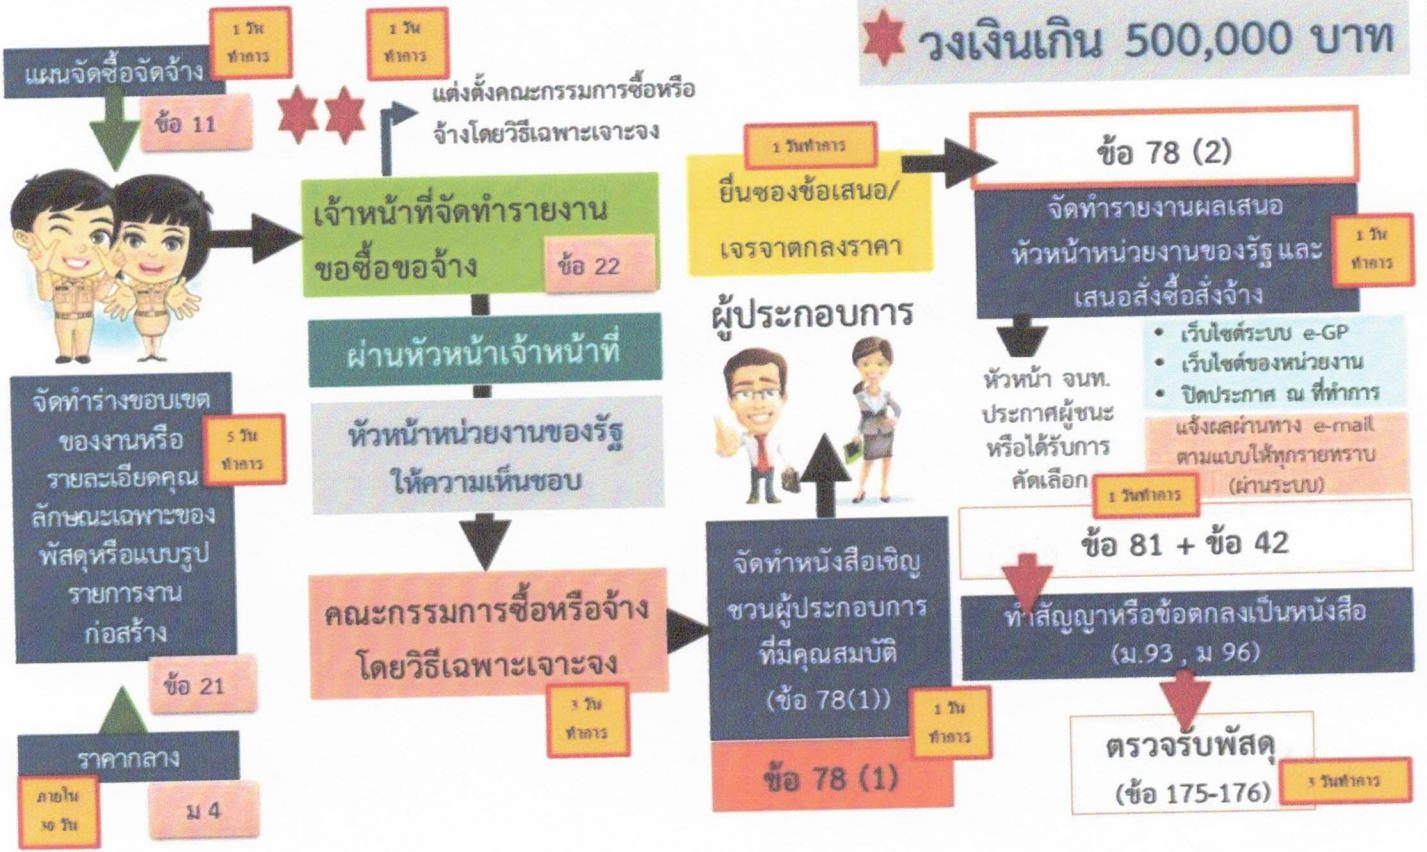 วงเงินเกิน 500,000 บาท
1 วัน
ทำการ
แผนจัดซื้อจัดจ้าง
ข้อ 11
จัดทำร่างขอบเขต
ของงานหรือ
รายละเอียดคุณ
ลักษณะเฉพาะของ
พัสดุหรือแบบรูป
รายการงาน
ก่อสร้าง
5 วัน
ทำการ
ข้อ 21
ราคากลาง
ภายใน
30 วัน
ม 4
1 วัน
ทำการ
แต่งตั้งคณะกรรมการซื้อหรือ
จ้างโดยวิธีเฉพาะเจาะจง
เจ้าหน้าที่จัดทำรายงาน
ขอซื้อขอจ้าง
ข้อ 22
ผ่านหัวหน้าเจ้าหน้าที่
หัวหน้าหน่วยงานของรัฐ
ให้ความเห็นชอบ
คณะกรรมการซื้อหรือจ้าง
โดยวิธีเฉพาะเจาะจง
3 วัน
ทำการ
จัดทำหนังสือเชิญ
ชวนผู้ประกอบการ
ที่มีคุณสมบัติ
(ข้อ 78(1))
1 วัน
ทำการ
ข้อ 78 (1)
ผู้ประกอบการ
1 วันทำการ
ยื่นซองข้อเสนอ/
เจรจาตกลงราคา
ข้อ 78 (2)
จัดทำรายงานผลเสนอ
หัวหน้าหน่วยงานของรัฐ และ
เสนอสั่งซื้อสั่งจ้าง
1 วัน
ทำการ
หัวหน้า จนท.
ประกาศผู้ชนะ
หรือได้รับการ
คัดเลือก
• เว็บไซต์ระบบ e-GP
• เว็บไซต์ของหน่วยงาน
• ปิดประกาศ ณ ที่ทำการ
แจ้งผลผ่านทาง e-mail
ตามแบบให้ทุกรายทราบ
(ผ่านระบบ)
1 วันทำการ
ข้อ 81 + ข้อ 42
ทำสัญญาหรือข้อตกลงเป็นหนังสือ
(ม.93 , ม 96)
ตรวจรับพัสดุ
(ข้อ 175-176)
3 วันทำการ